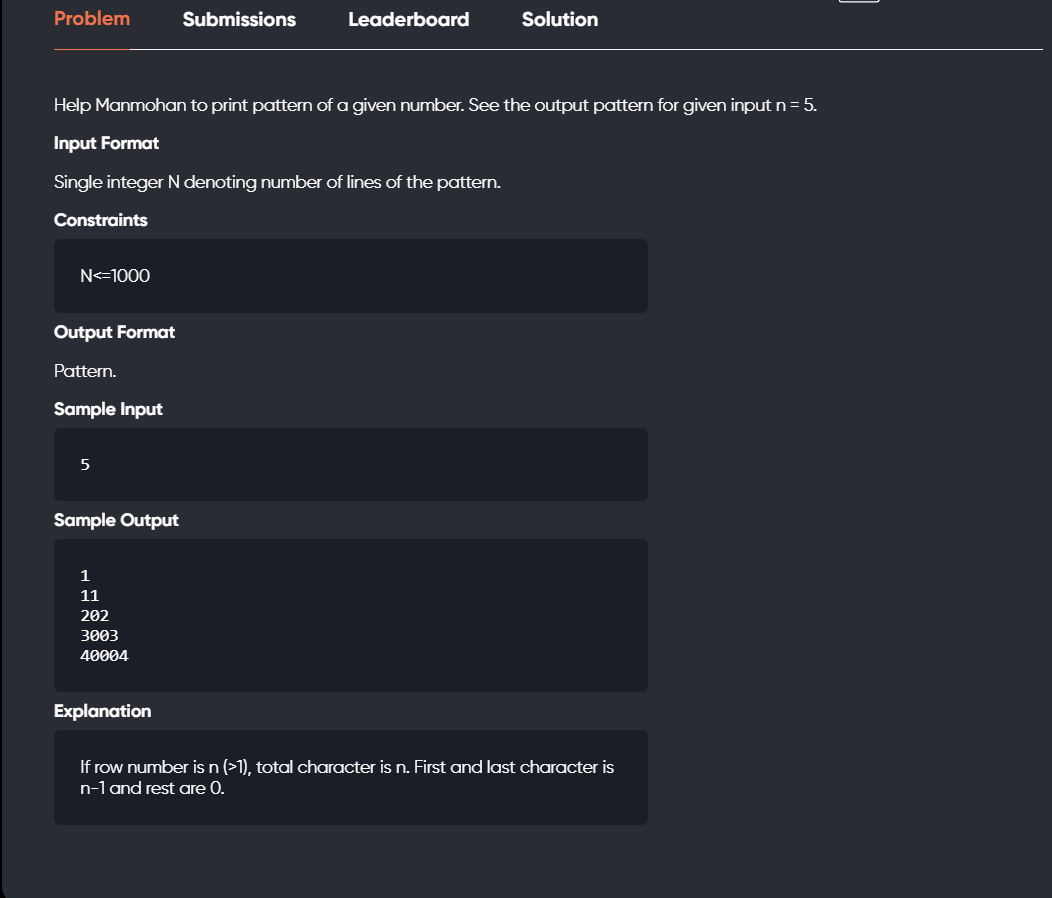 Problem Submissions Leaderboard Solution
Help Manmohan to print pattern of a given number. See the output pattern for given input n = 5.
Input Format
Single integer N denoting number of lines of the pattern.
Constraints
N<=1000
Output Format
Pattern.
Sample Input
5
Sample Output
1
11
202
3003
40004
Explanation
If row number is n (>1), total character is n. First and last character is
n-1 and rest are 0.